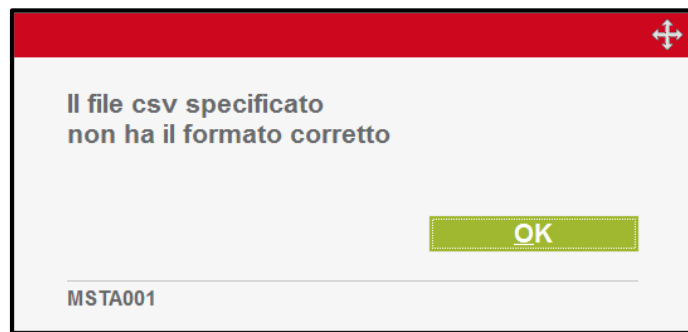 Il file csv specificato
non ha il formato corretto
OK
MSTA001